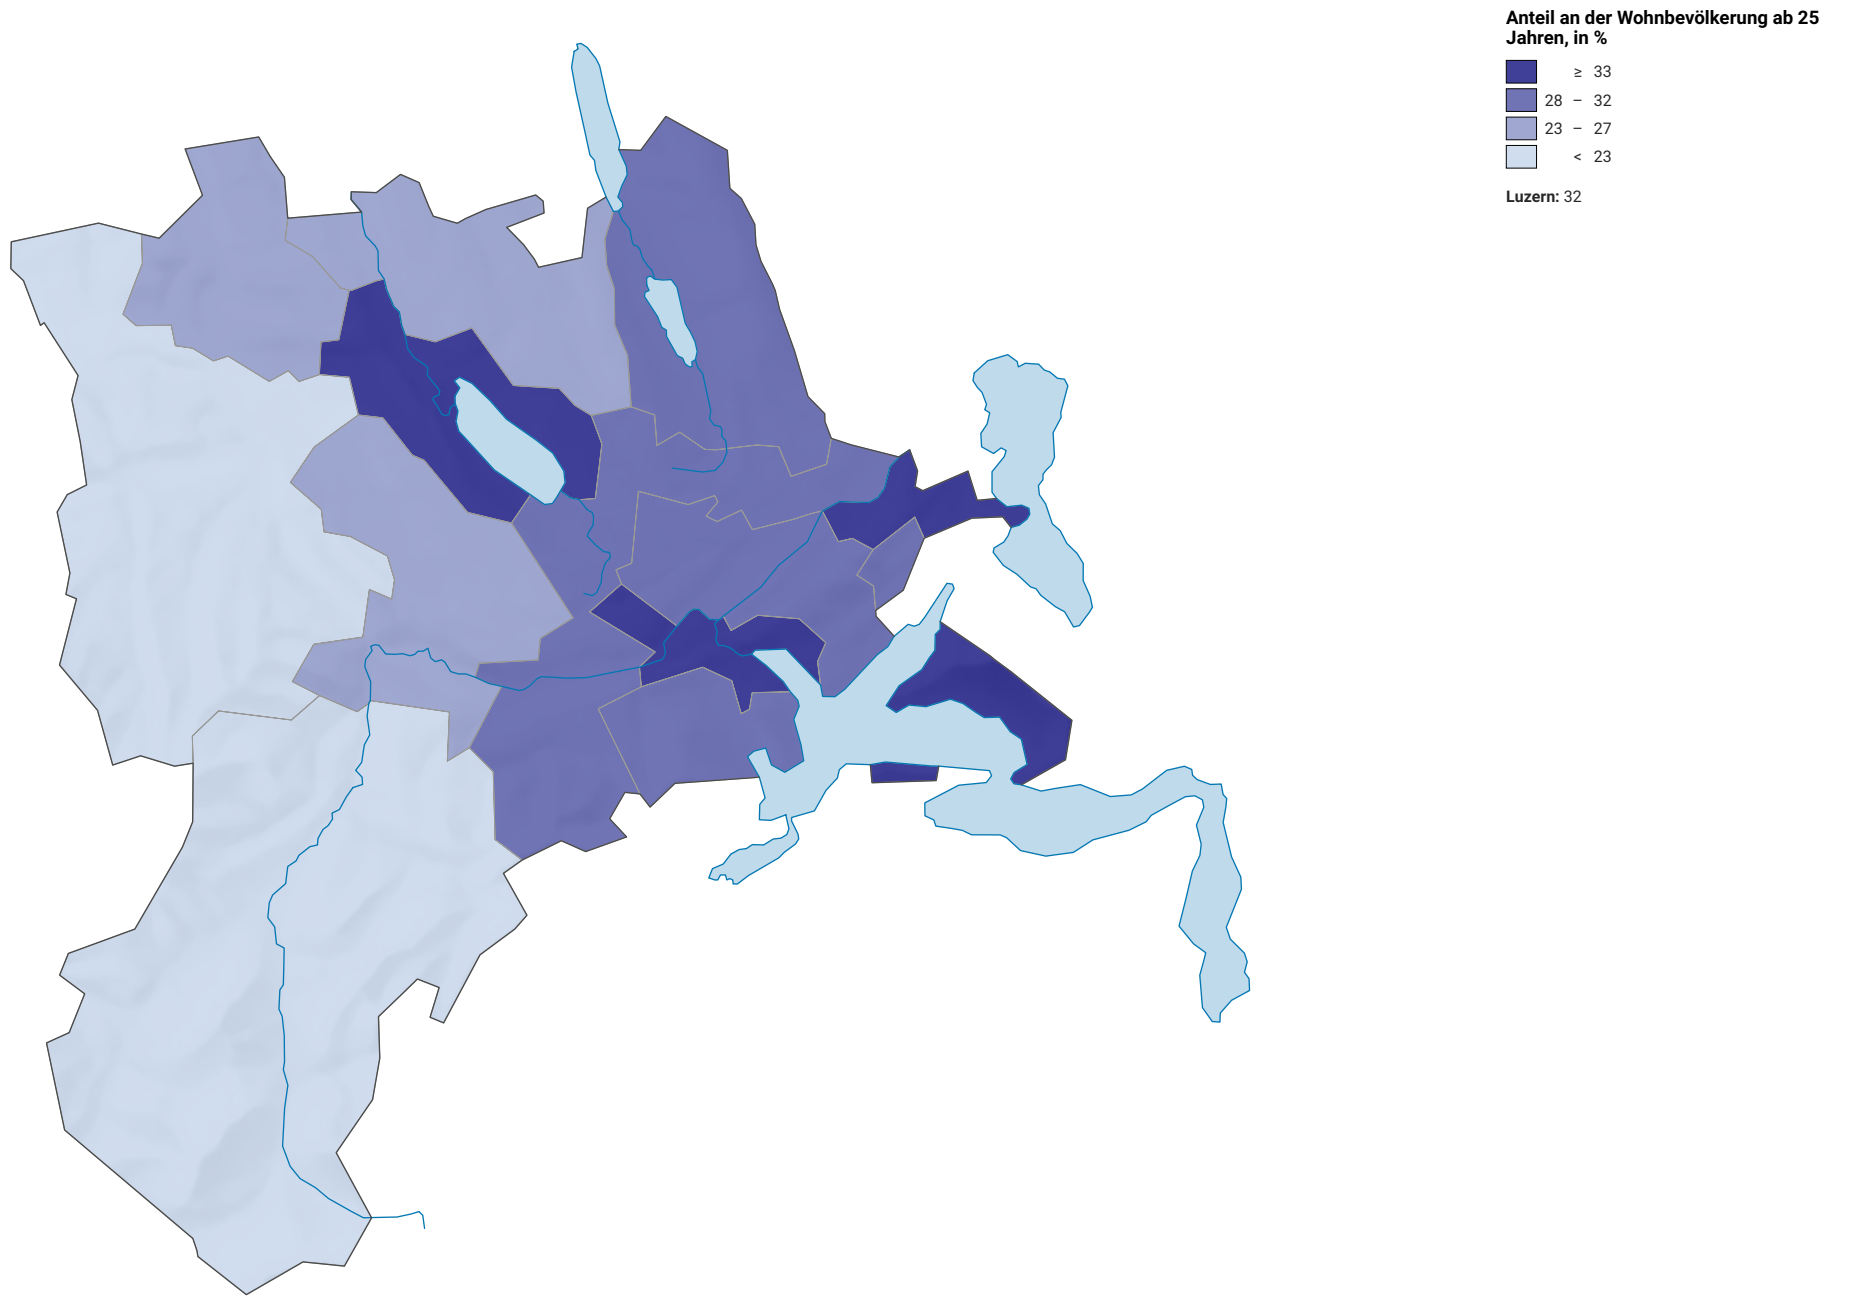 Anteil an der Wohnbevölkerung ab 25
Jahren, in %
≥ 33
28 – 32
23 – 27
< 23
Luzern: 32